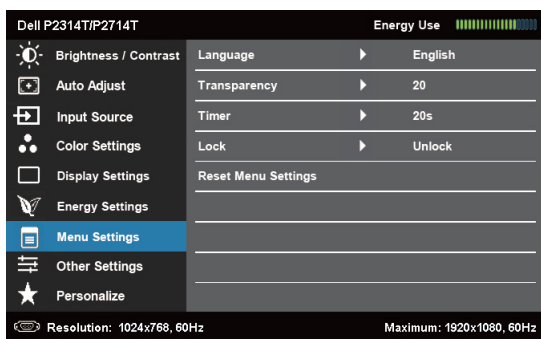 Dell P2314T/P2714T Energy Use
Brightness / Contrast Language English
Auto Adjust Transparency 20
Input Source Timer 20s
Color Settings Lock Unlock
Display Settings Reset Menu Settings
Energy Settings
Menu Settings
Other Settings
Personalize
Resolution: 1024x768, 60Hz Maximum: 1920x1080, 60Hz